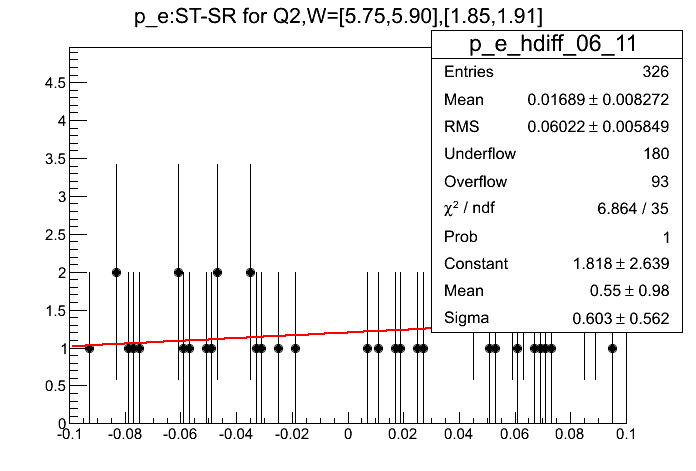 p_e:ST-SR for Q2,W=[5.75,5.90],[1.85,1.91]
p_e_hdiff_06_11
Entries 326
Mean 0.01689 ± 0.008272
RMS 0.06022 ± 0.005849
Underflow 180
Overflow 93
χ² / ndf 6.864 / 35
Prob 1
Constant 1.818 ± 2.639
Mean 0.55 ± 0.98
Sigma 0.603 ± 0.562
4.5
4
3.5
3
2.5
2
1.5
1
0.5
0
-0.1 -0.08 -0.06 -0.04 -0.02 0 0.02 0.04 0.06 0.08 0.1